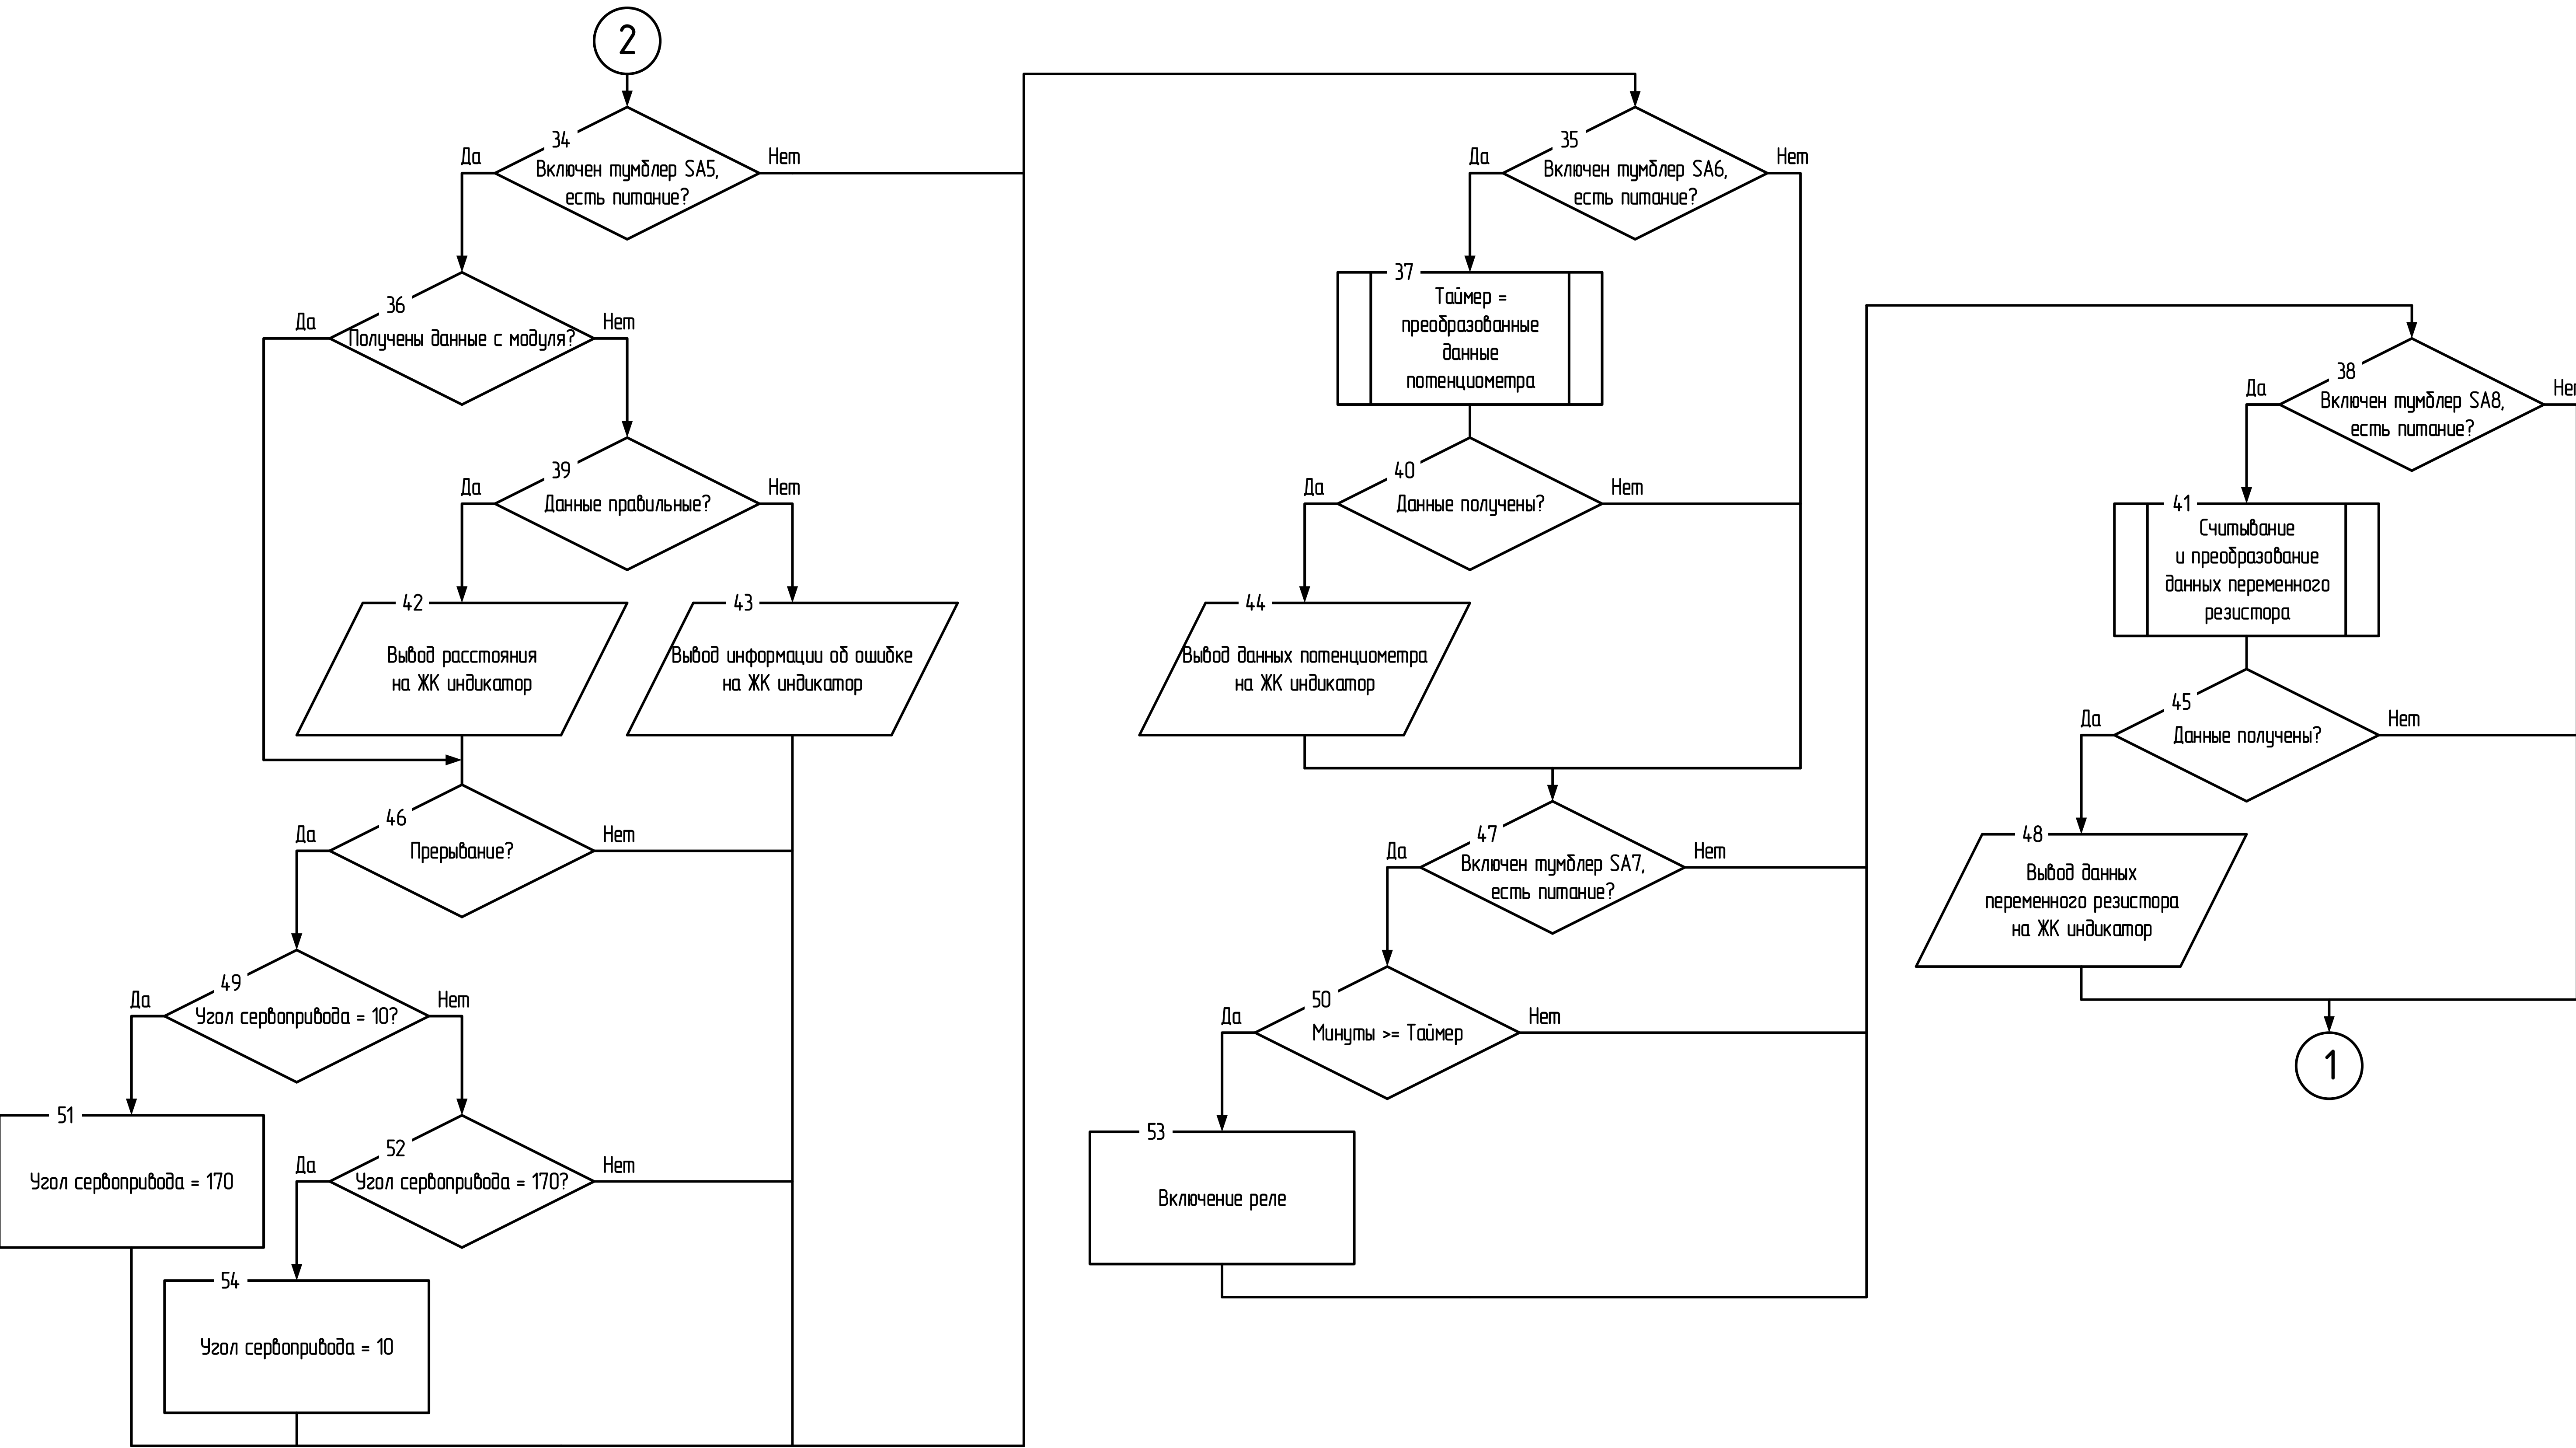 2
34
Да
Нет
Включен тумблер SA5,
есть питание?
36
Да
Нет
Получены данные с модуля?
39
Да
Нет
Данные правильные?
42
Вывод расстояния
на ЖК индикатор
43
Вывод информации об ошибке
на ЖК индикатор
46
Да
Нет
Прерывание?
49
Да
Нет
Угол сервопривода = 10?
51
Угол сервопривода = 170
52
Да
Нет
Угол сервопривода = 170?
54
Угол сервопривода = 10
35
Да
Нет
Включен тумблер SA6,
есть питание?
37
Таймер =
преобразованные
данные
потенциометра
40
Да
Нет
Данные получены?
44
Вывод данных потенциометра
на ЖК индикатор
47
Да
Нет
Включен тумблер SA7,
есть питание?
50
Да
Нет
Минуты >= Таймер
53
Включение реле
38
Да
Включен тумблер SA8,
есть питание?
41
Считывание
и преобразование
данных переменного
резистора
45
Да
Нет
Данные получены?
48
Вывод данных
переменного резистора
на ЖК индикатор
1